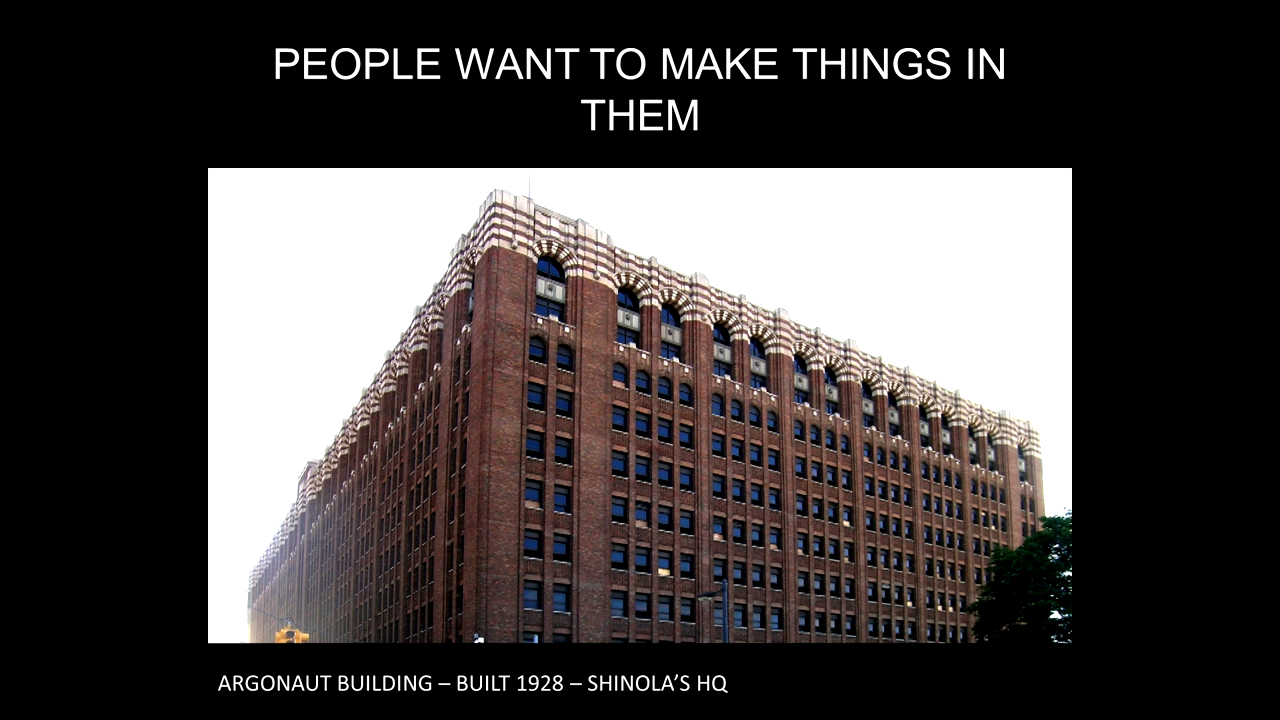 PEOPLE WANT TO MAKE THINGS IN
THEM
ARGONAUT BUILDING – BUILT 1928 – SHINOLA’S HQ